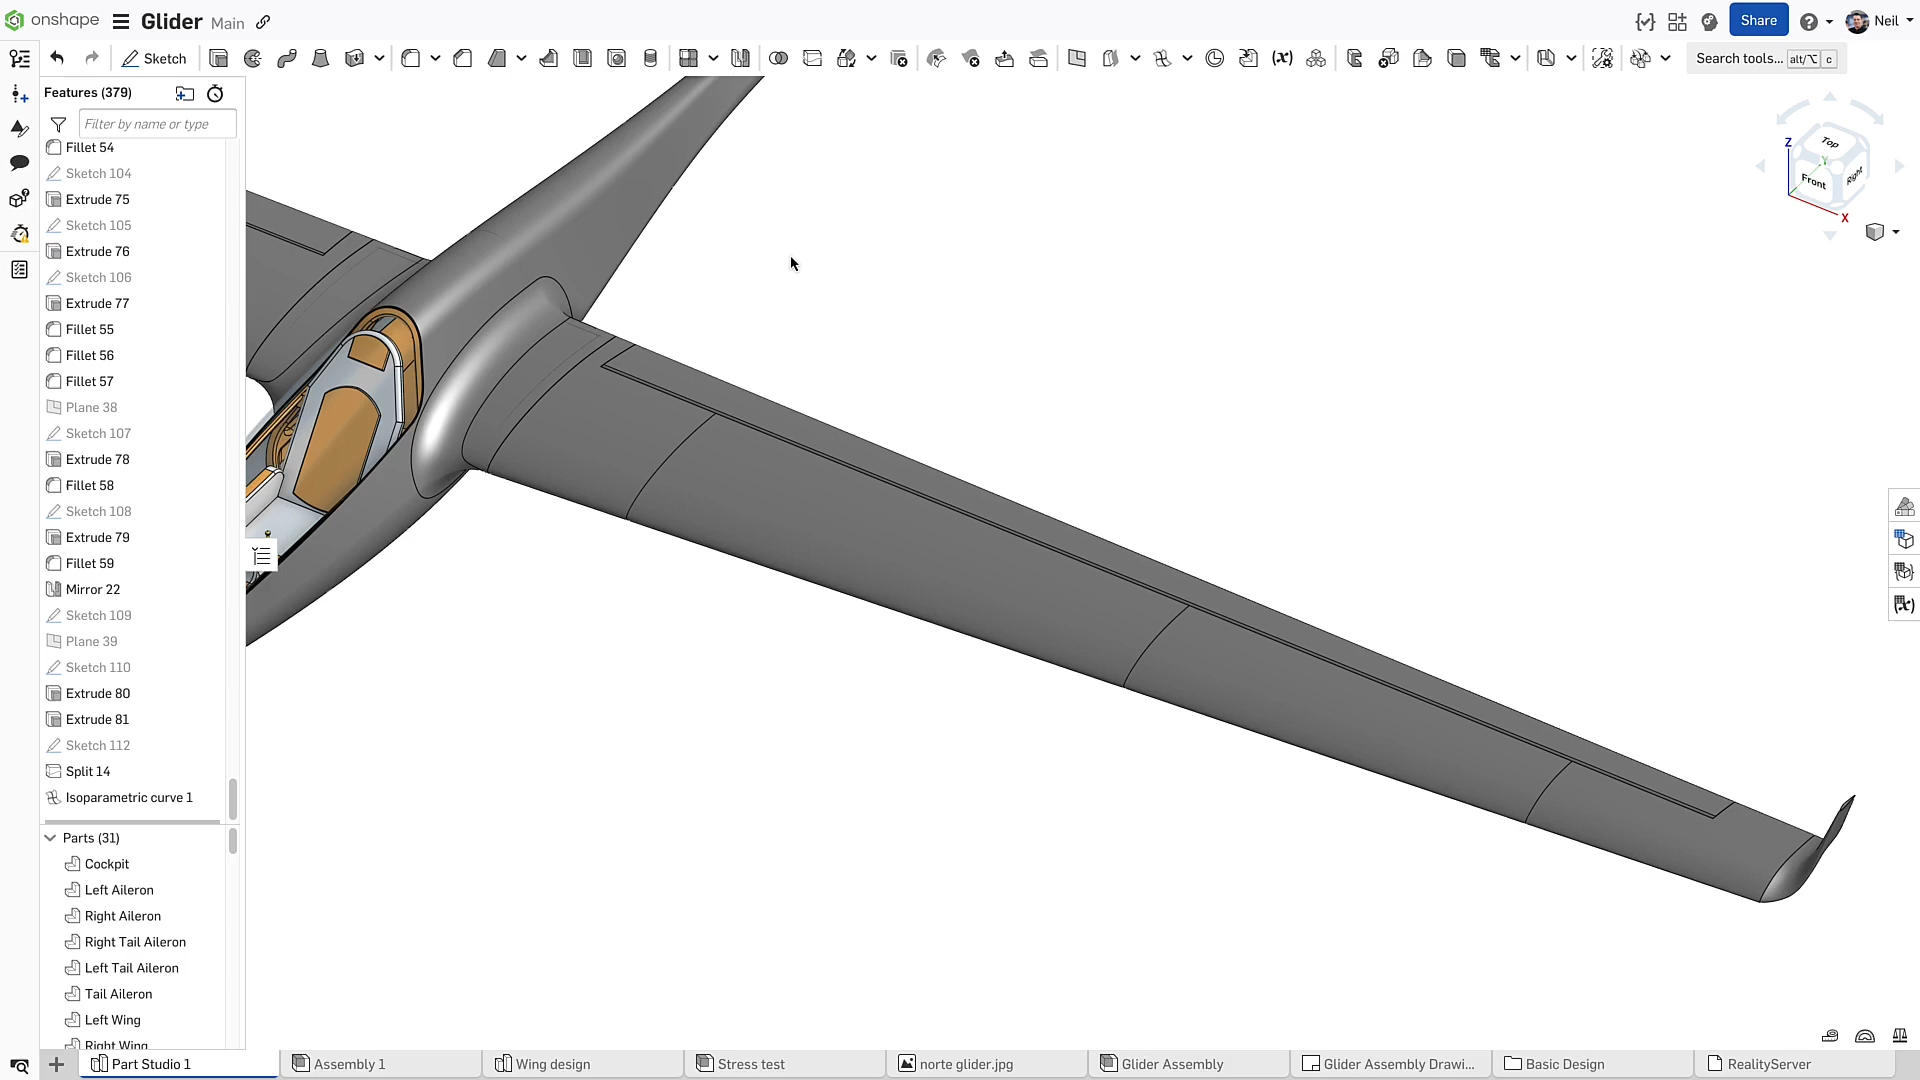 onshape Glider Main Share Neil
Sketch Search tools... alt/⌥ c
Features (379)
Filter by name or type
Fillet 54
Sketch 104
Extrude 75
Sketch 105
Extrude 76
Sketch 106
Extrude 77
Fillet 55
Fillet 56
Fillet 57
Plane 38
Sketch 107
Extrude 78
Fillet 58
Sketch 108
Extrude 79
Fillet 59
Mirror 22
Sketch 109
Plane 39
Sketch 110
Extrude 80
Extrude 81
Sketch 112
Split 14
Isoparametric curve 1
Parts (31)
Cockpit
Left Aileron
Right Aileron
Right Tail Aileron
Left Tail Aileron
Tail Aileron
Left Wing
Right Wing
Top
Z
Y
Front
Right
X
Part Studio 1 Assembly 1 Wing design Stress test norte glider.jpg Glider Assembly Glider Assembly Drawi... Basic Design RealityServer